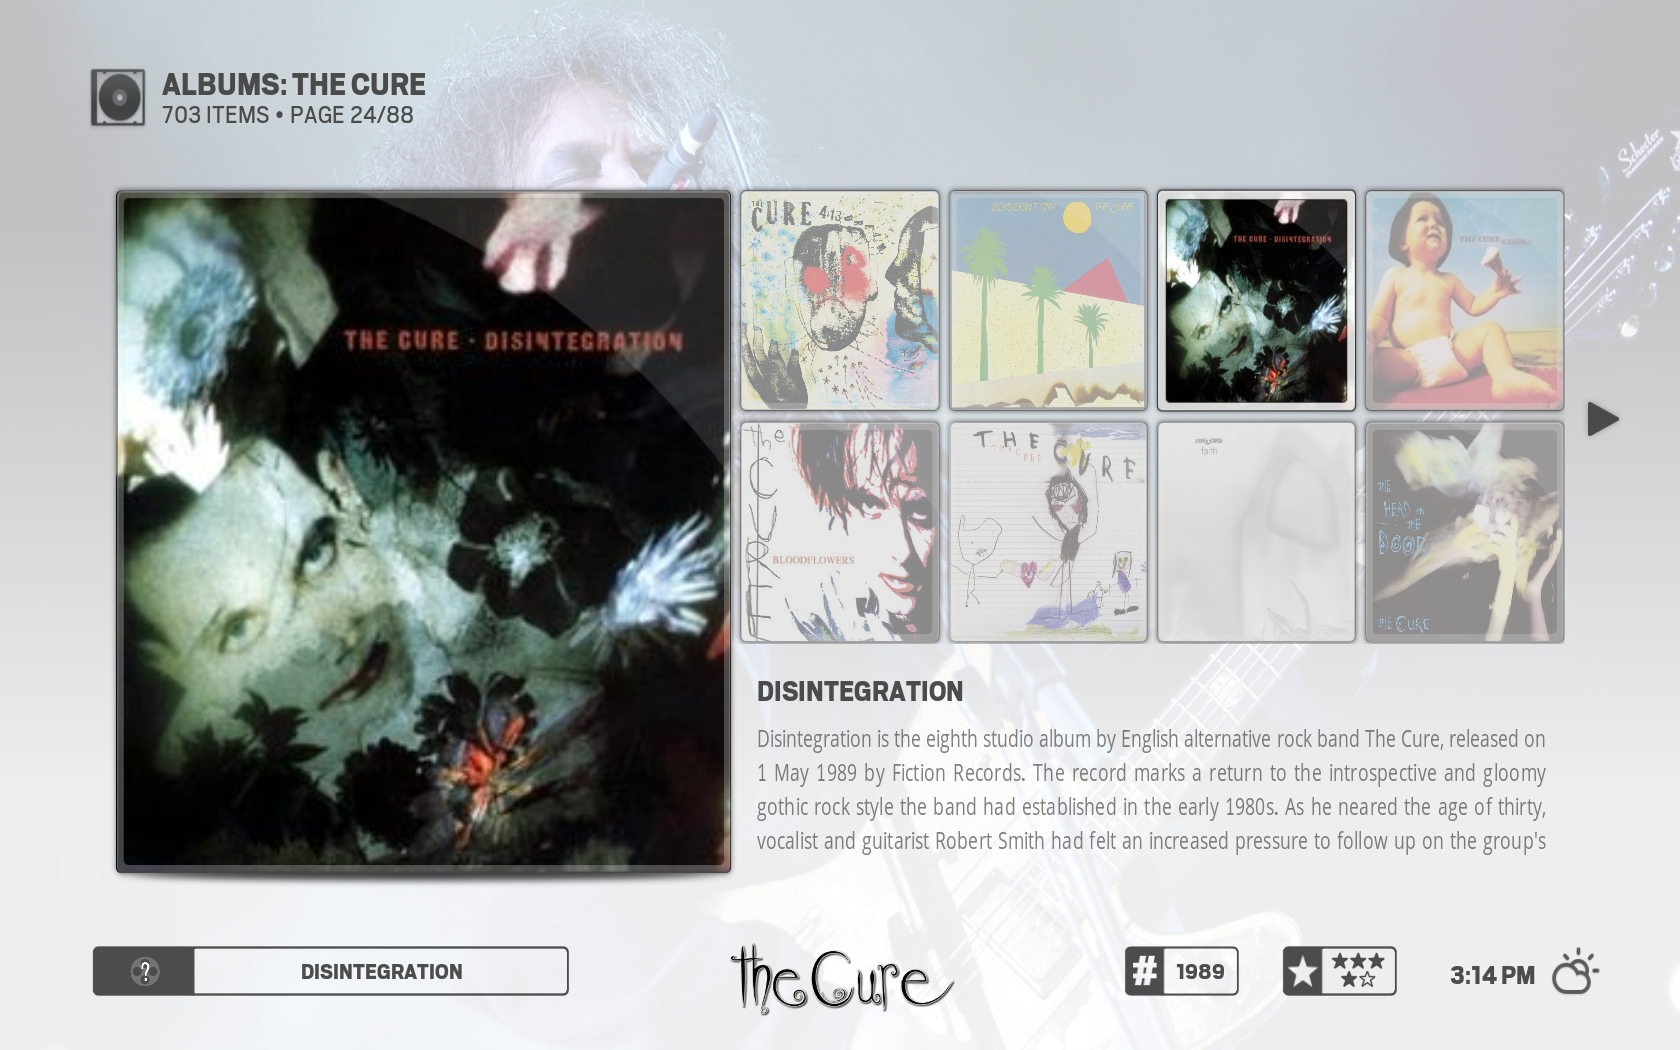 ALBUMS: THE CURE
703 ITEMS • PAGE 24/88
Schecter
THE CURE · DISINTEGRATION
THE CURE 4:13
BOYS DON'T CRY THE CURE
THE CURE · DISINTEGRATION
THE CURE GALORE
the CURE
BLOODFLOWERS
THE CURE
faith
THE HEAD ON THE DOOR
THE CURE
DISINTEGRATION
Disintegration is the eighth studio album by English alternative rock band The Cure, released on
1 May 1989 by Fiction Records. The record marks a return to the introspective and gloomy
gothic rock style the band had established in the early 1980s. As he neared the age of thirty,
vocalist and guitarist Robert Smith had felt an increased pressure to follow up on the group's
?
DISINTEGRATION
the Cure
# 1989
3:14 PM